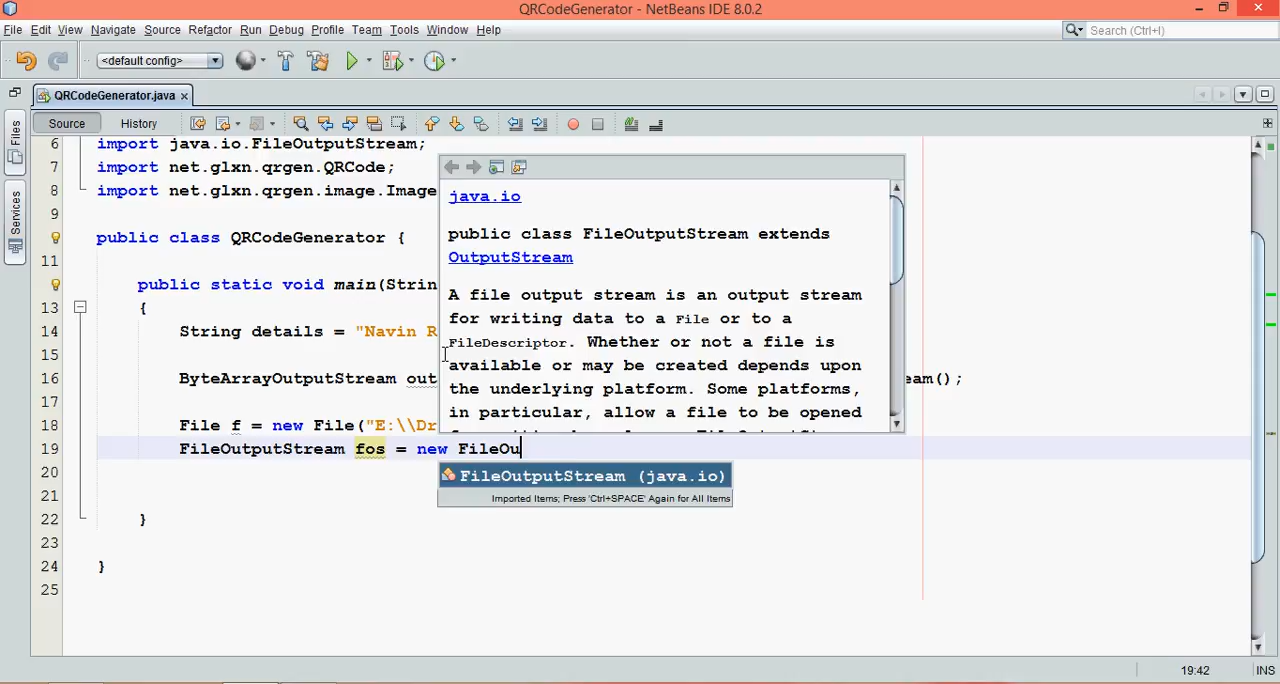 QRCodeGenerator - NetBeans IDE 8.0.2
File Edit View Navigate Source Refactor Run Debug Profile Team Tools Window Help
Search (Ctrl+I)
<default config>
QRCodeGenerator.java
Source History
Files
Services
6 import java.io.FileOutputStream;
7 import net.glxn.qrgen.QRCode;
8 import net.glxn.qrgen.image.Image
9
public class QRCodeGenerator {
11
public static void main(Strin
13 {
14 String details = "Navin R
15
16 ByteArrayOutputStream out eam();
17
18 File f = new File("E:\\Dr
19 FileOutputStream fos = new FileOu
20
21
22 }
23
24 }
25
java.io
public class FileOutputStream extends
OutputStream
A file output stream is an output stream
for writing data to a File or to a
FileDescriptor. Whether or not a file is
available or may be created depends upon
the underlying platform. Some platforms,
in particular, allow a file to be opened
FileOutputStream (java.io)
Imported Items; Press 'Ctrl+SPACE' Again for All Items
19:42 INS